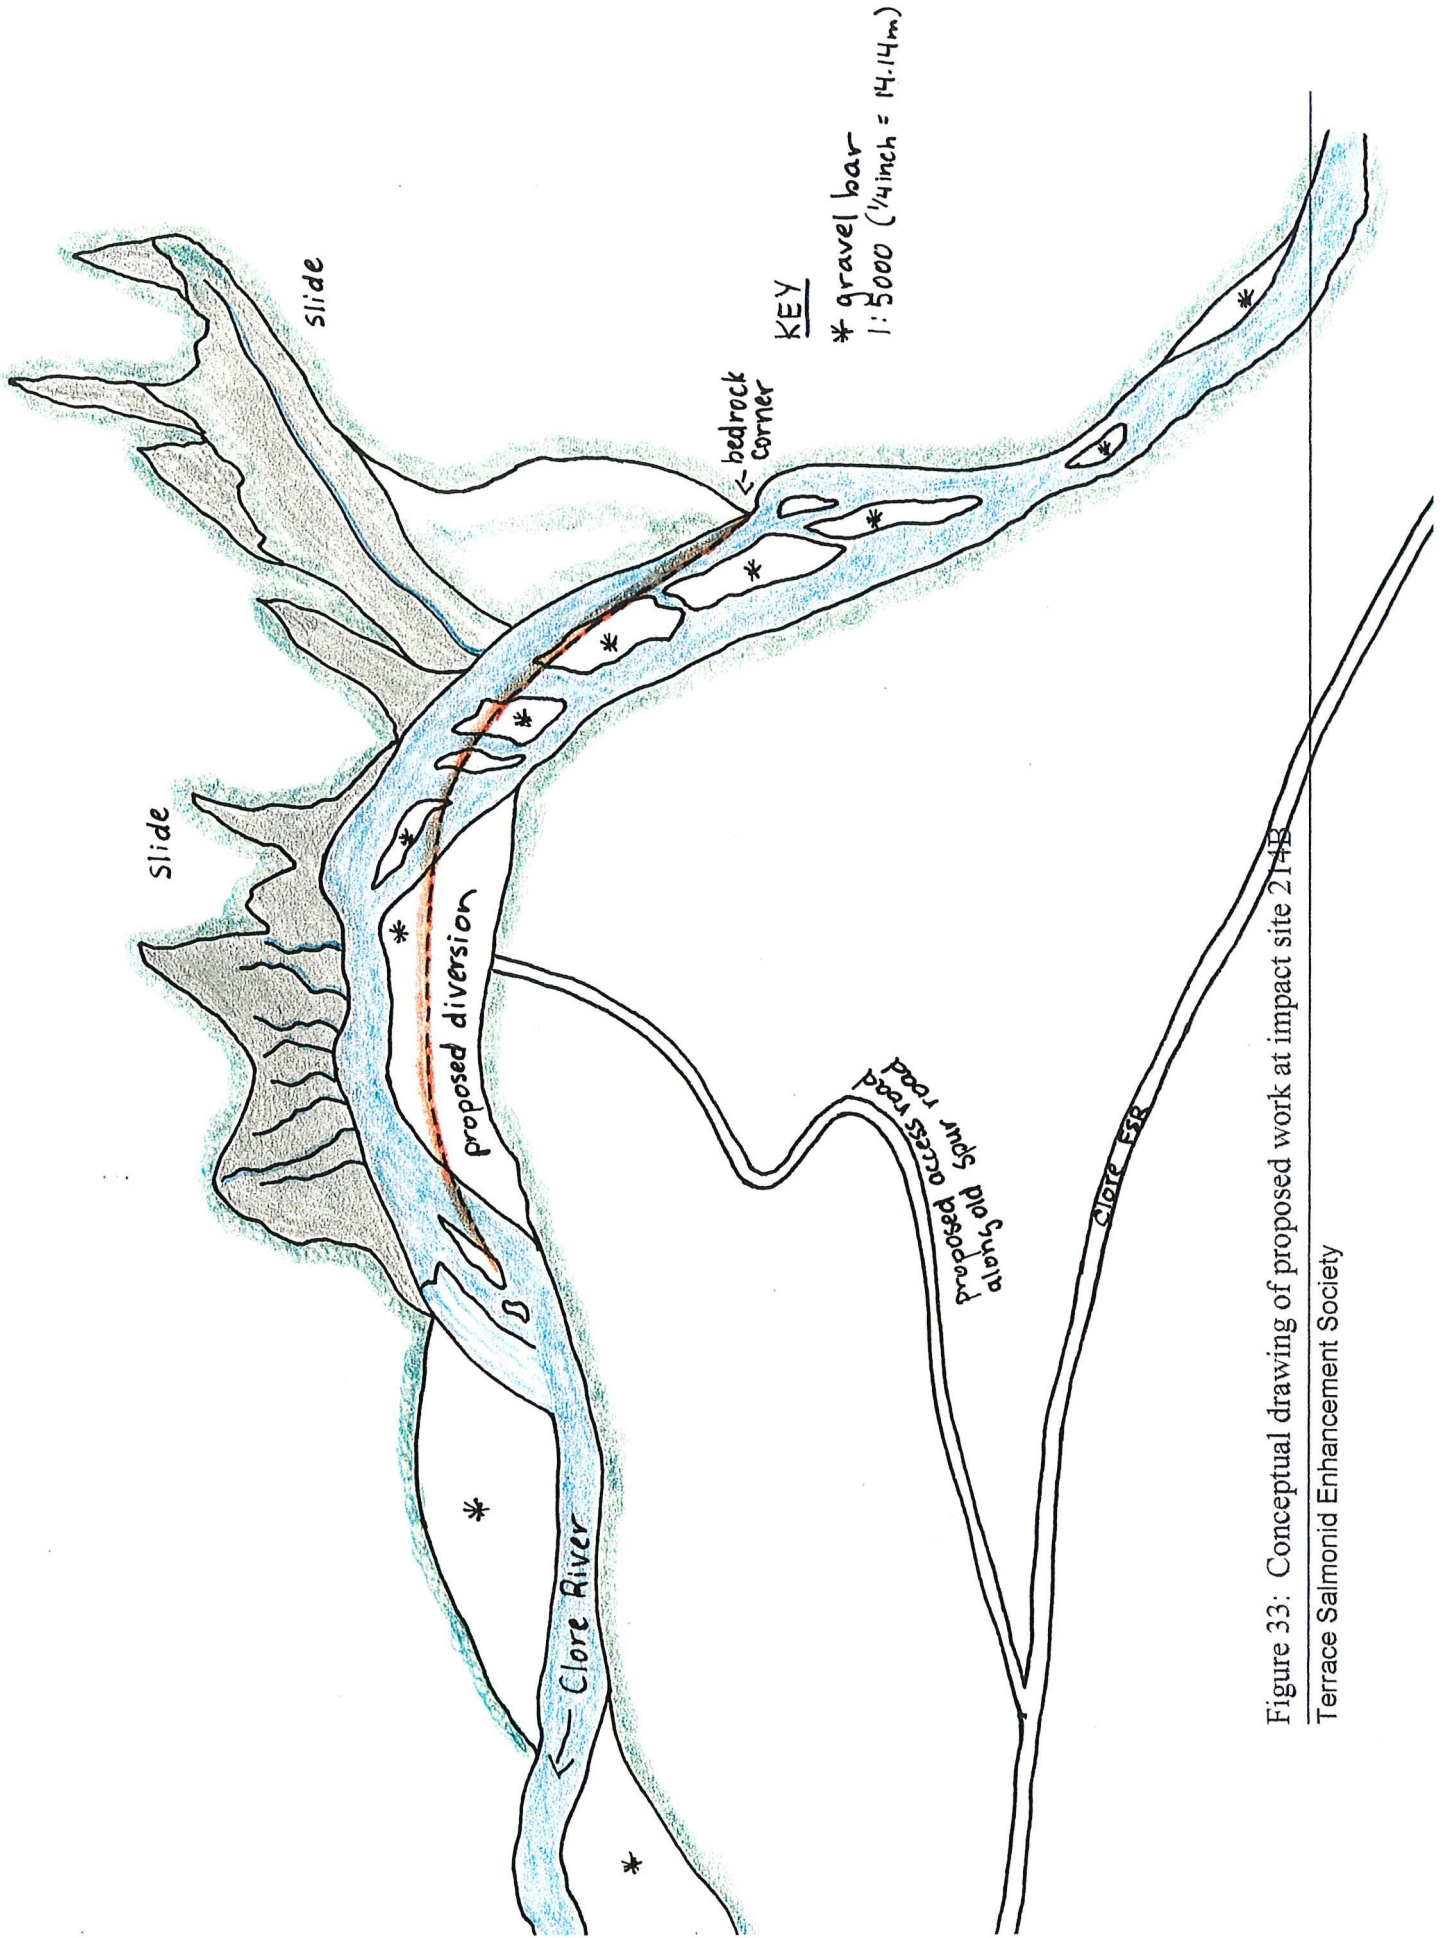 slide
slide
<- bedrock
corner
KEY
* gravel bar
1:5000 (1/4 inch = 14.14m)
proposed diversion
<- Clore River
proposed access road
along old spur road
Clore FSR
Figure 33: Conceptual drawing of proposed work at impact site 214B
Terrace Salmonid Enhancement Society